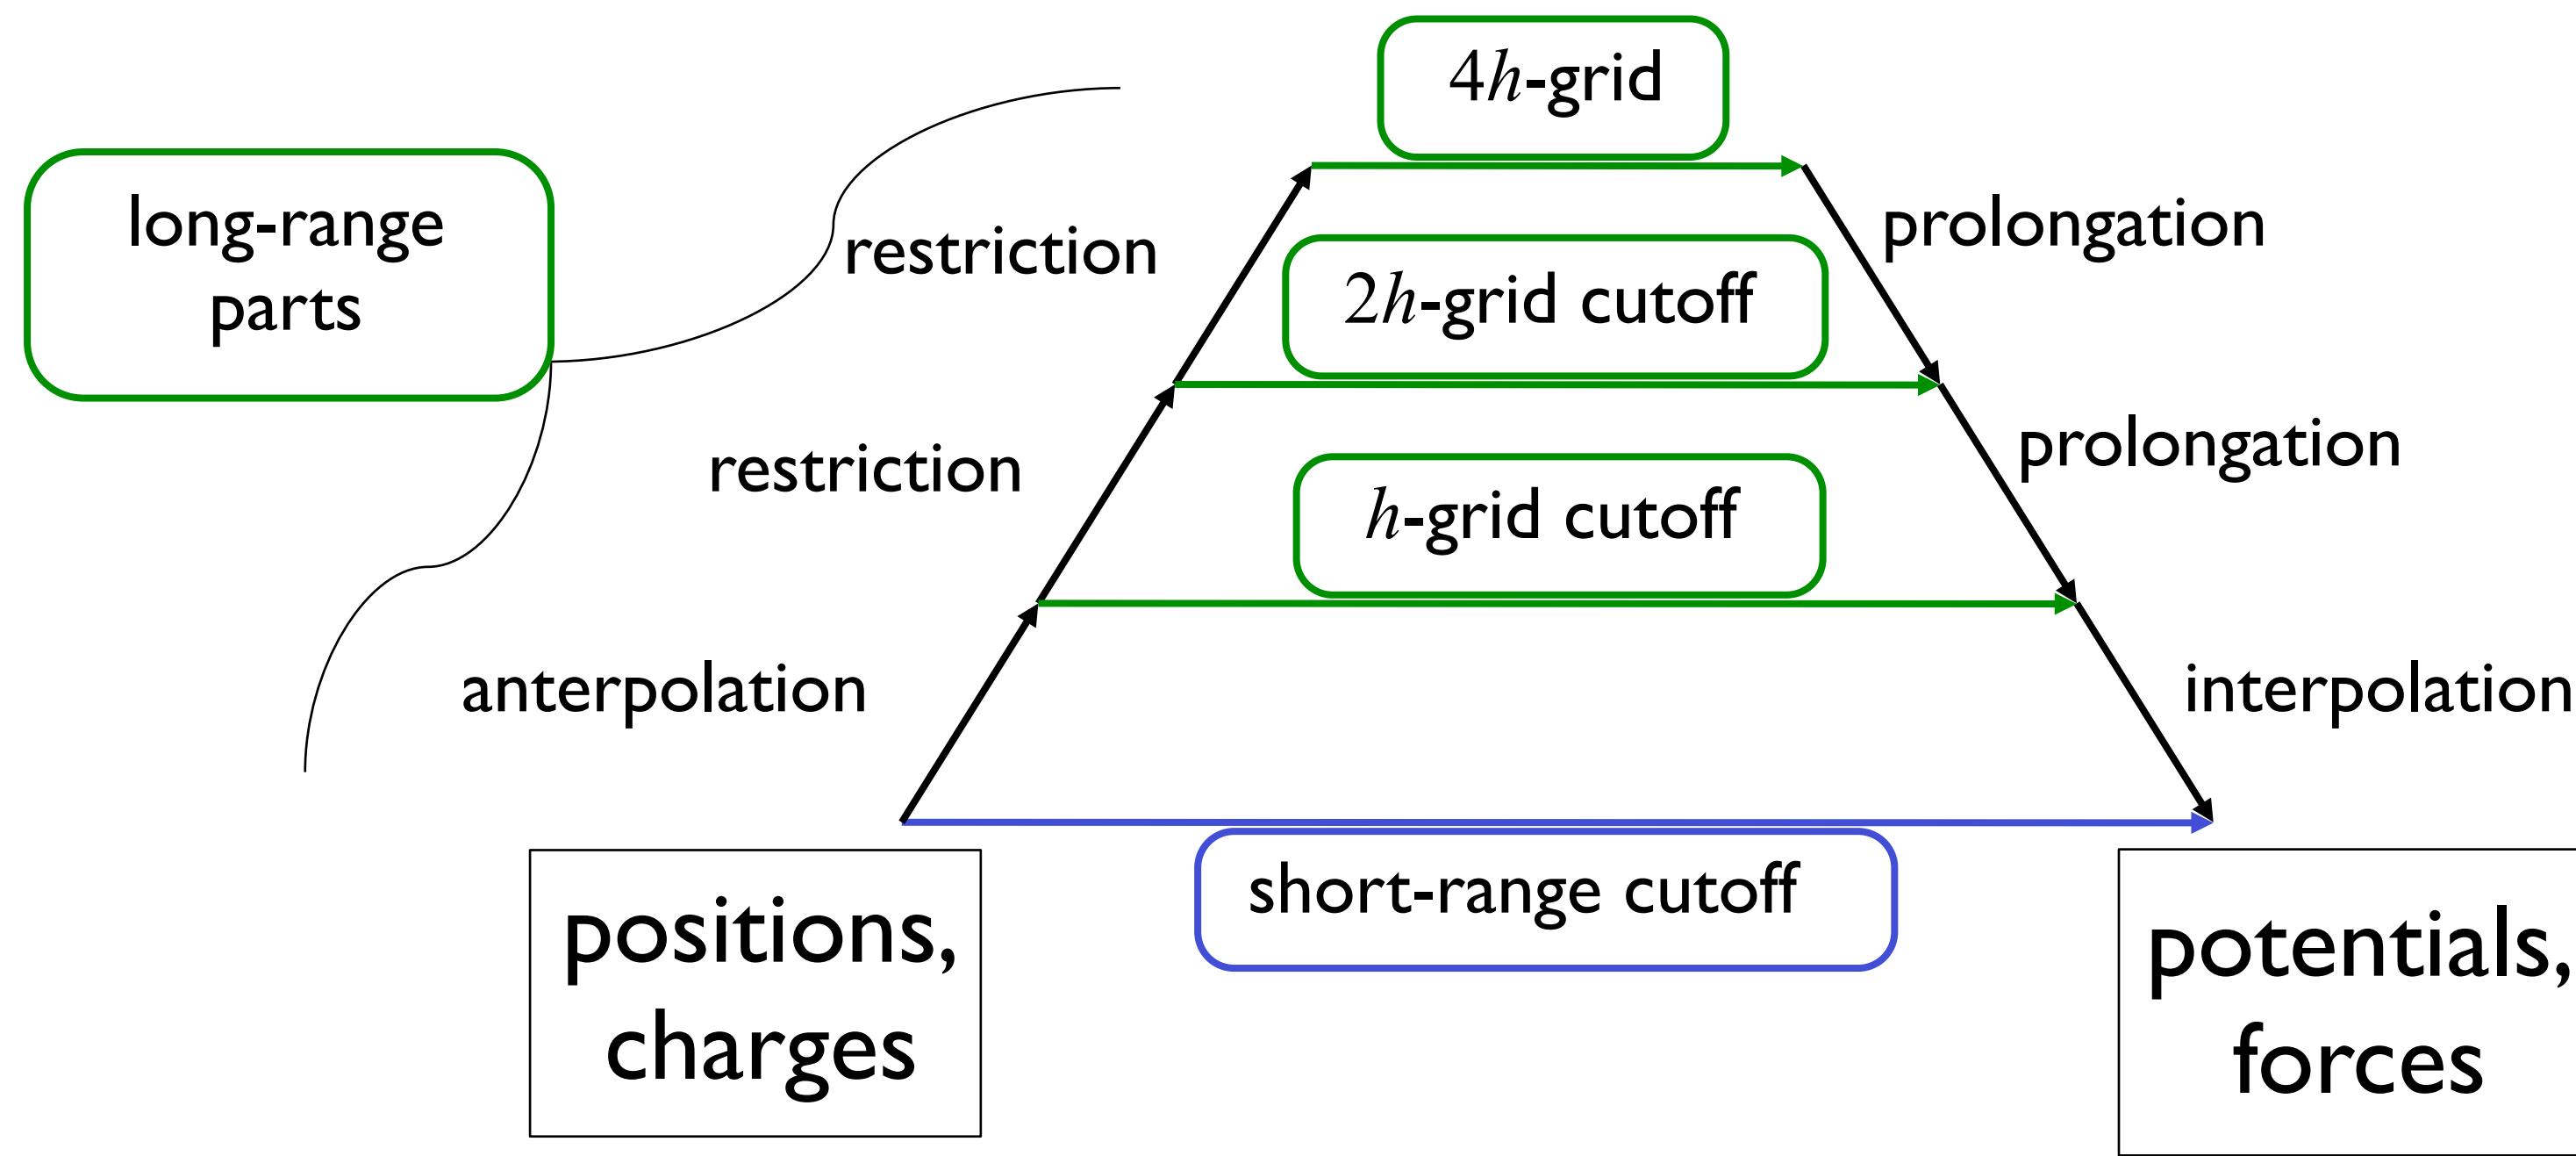 4h-grid
long-range
parts
restriction
prolongation
2h-grid cutoff
restriction
prolongation
h-grid cutoff
anterpolation
interpolation
short-range cutoff
positions,
charges
potentials,
forces